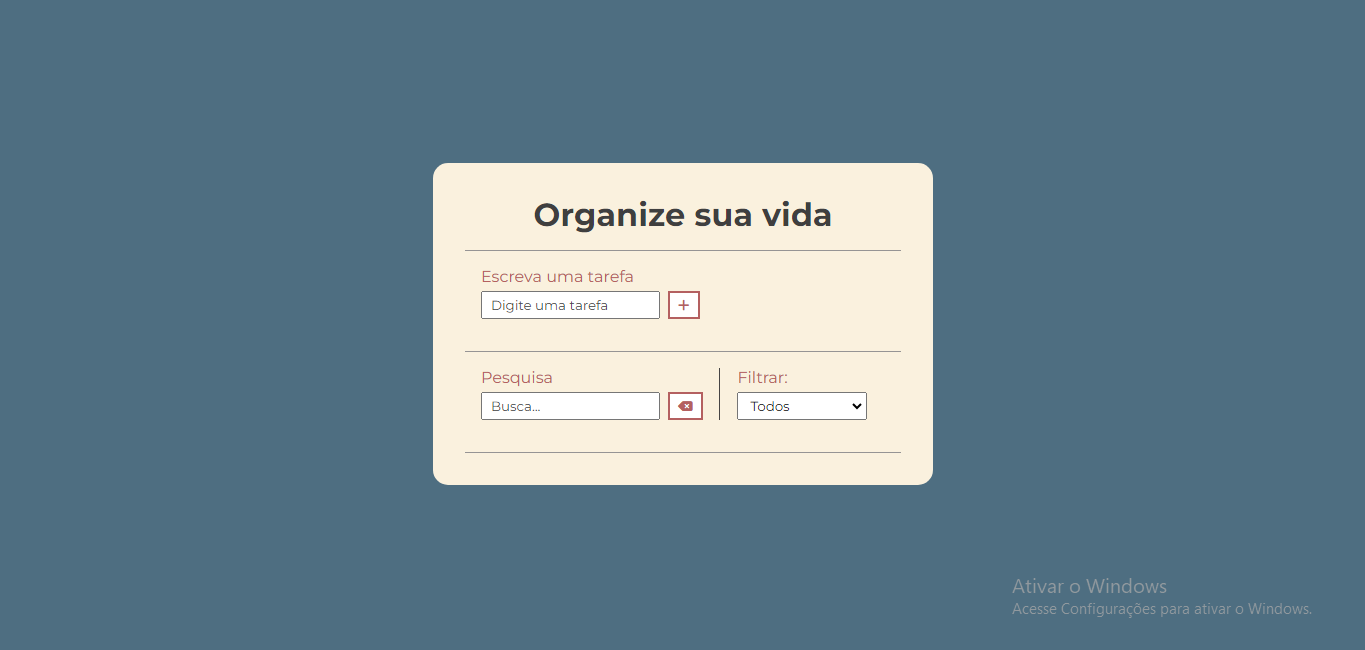 Organize sua vida
Escreva uma tarefa
Digite uma tarefa
Pesquisa
Filtrar:
Busca...
Todos
Ativar o Windows
Acesse Configurações para ativar o Windows.